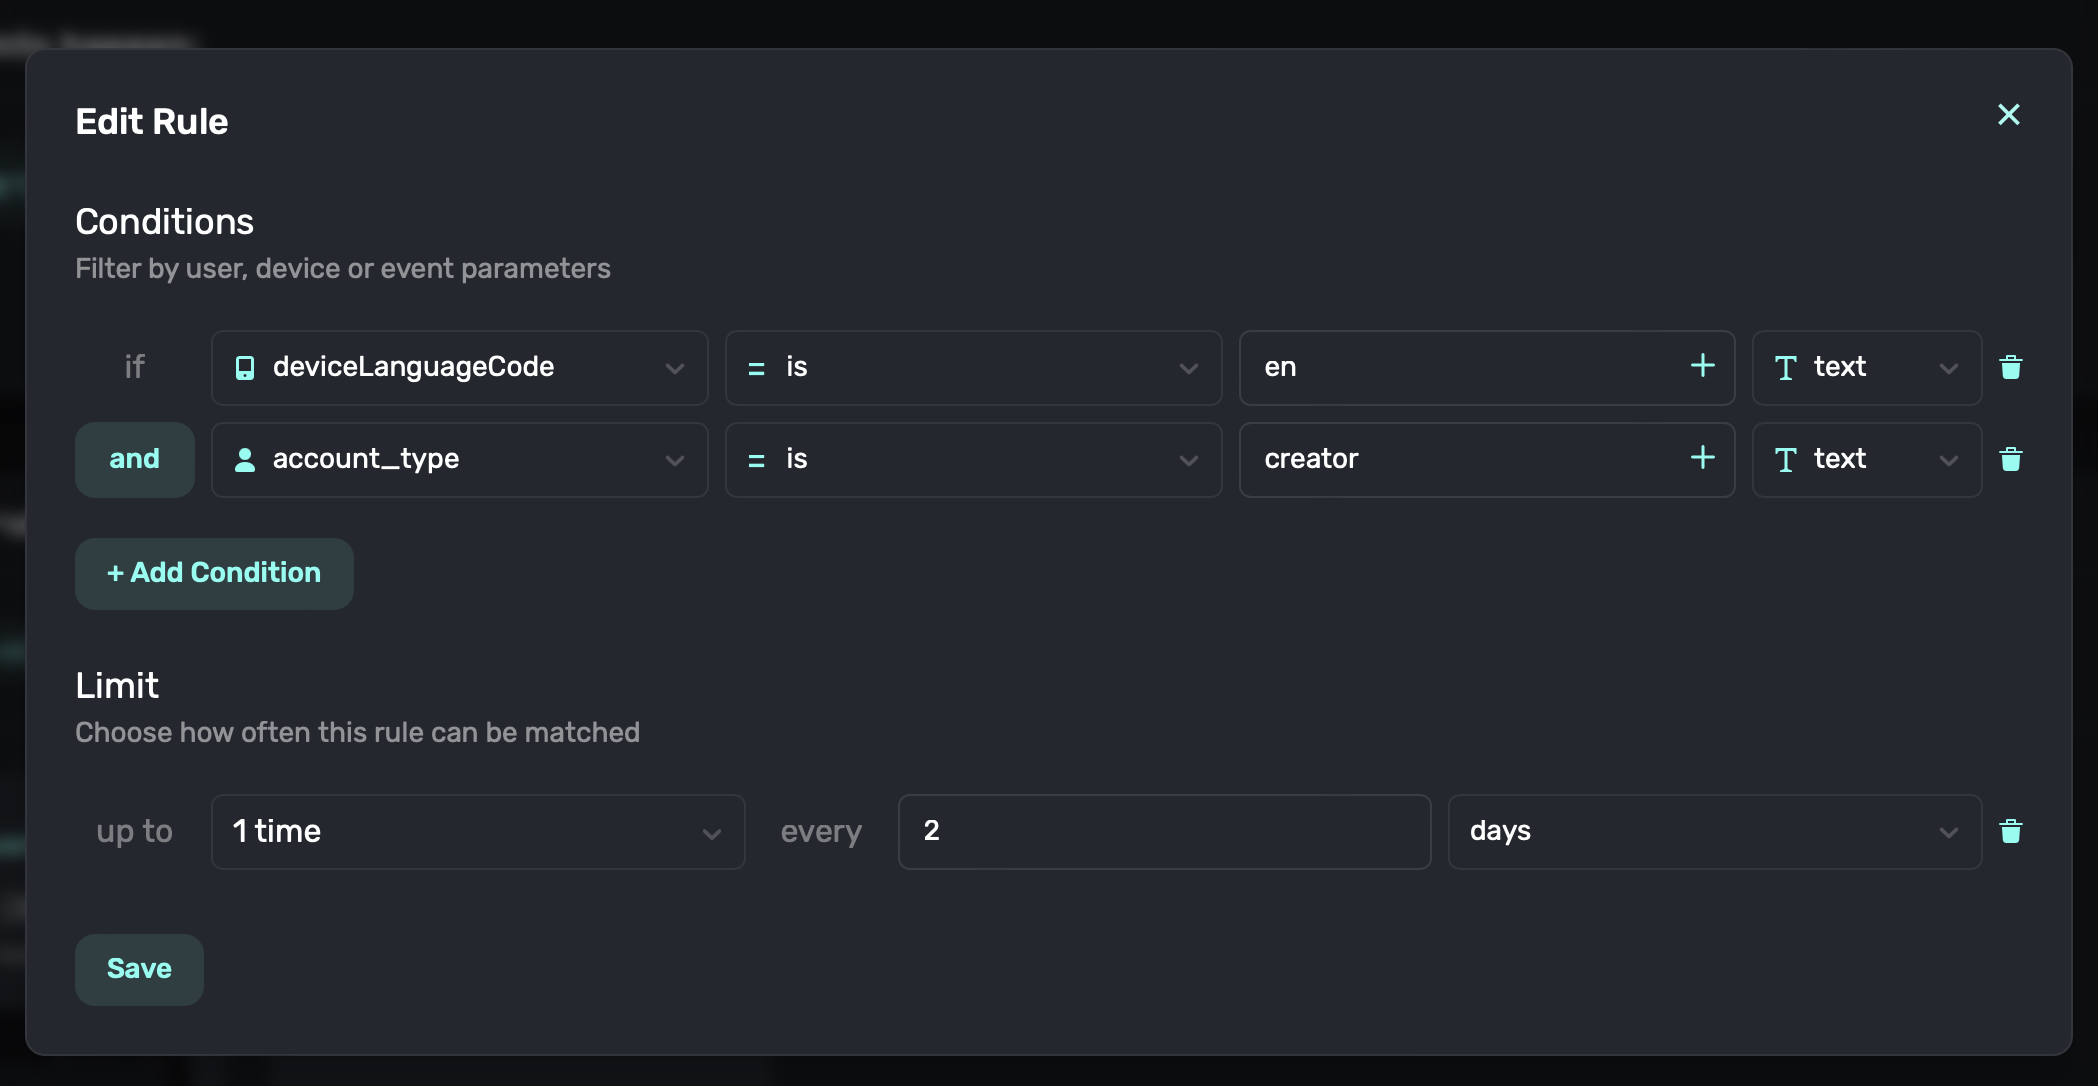 Edit Rule
Conditions
Filter by user, device or event parameters
if deviceLanguageCode = is en + T text
and account_type = is creator + T text
+ Add Condition
Limit
Choose how often this rule can be matched
up to 1 time every 2 days
Save